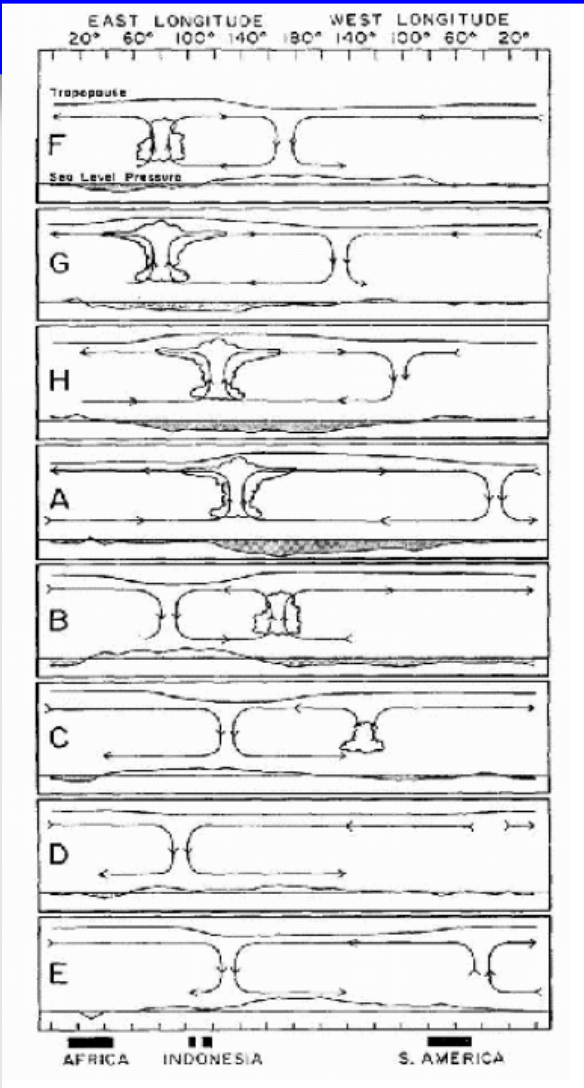 EAST LONGITUDE WEST LONGITUDE
20° 60° 100° 140° 180° 140° 100° 60° 20°
Tropopause
F
Sea Level Pressure
G
H
A
B
C
D
E
AFRICA INDONESIA S. AMERICA